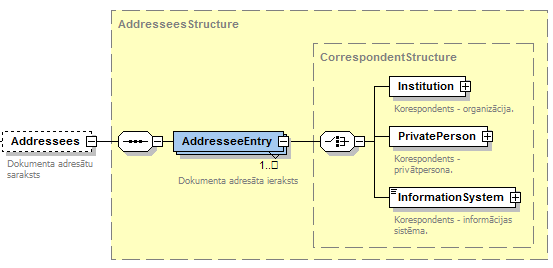 AddresseesStructure
CorrespondentStructure
Institution
Korespondents - organizācija.
Addressees
Dokumenta adresātu
saraksts
AddresseeEntry
1..
Dokumenta adresāta ieraksts
PrivatePerson
Korespondents -
privātpersona.
InformationSystem
Korespondents - informācijas
sistēma.